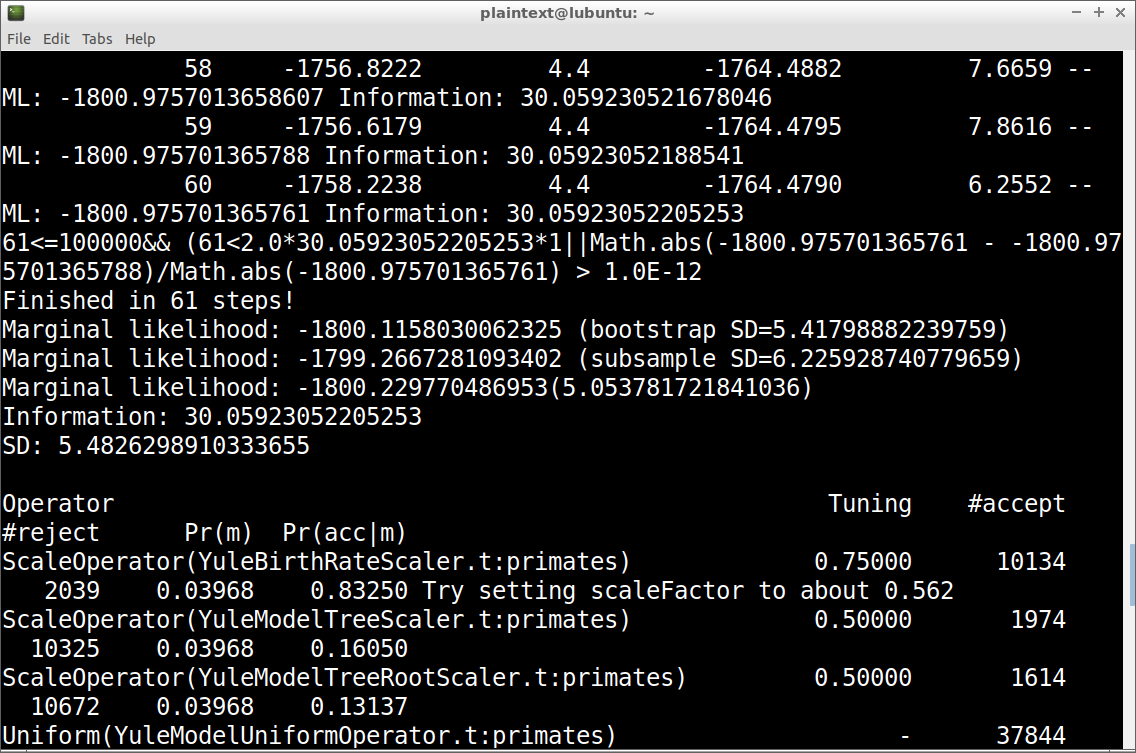 plaintext@lubuntu: ~
File Edit Tabs Help
58 -1756.8222 4.4 -1764.4882 7.6659 --
ML: -1800.9757013658607 Information: 30.059230521678046
59 -1756.6179 4.4 -1764.4795 7.8616 --
ML: -1800.975701365788 Information: 30.05923052188541
60 -1758.2238 4.4 -1764.4790 6.2552 --
ML: -1800.975701365761 Information: 30.05923052205253
61<=100000&& (61<2.0*30.05923052205253*1||Math.abs(-1800.975701365761 - -1800.97
5701365788)/Math.abs(-1800.975701365761) > 1.0E-12
Finished in 61 steps!
Marginal likelihood: -1800.1158030062325 (bootstrap SD=5.41798882239759)
Marginal likelihood: -1799.2667281093402 (subsample SD=6.225928740779659)
Marginal likelihood: -1800.229770486953(5.053781721841036)
Information: 30.05923052205253
SD: 5.4826298910333655
Operator Tuning #accept
#reject Pr(m) Pr(acc|m)
ScaleOperator(YuleBirthRateScaler.t:primates) 0.75000 10134
2039 0.03968 0.83250 Try setting scaleFactor to about 0.562
ScaleOperator(YuleModelTreeScaler.t:primates) 0.50000 1974
10325 0.03968 0.16050
ScaleOperator(YuleModelTreeRootScaler.t:primates) 0.50000 1614
10672 0.03968 0.13137
Uniform(YuleModelUniformOperator.t:primates) - 37844